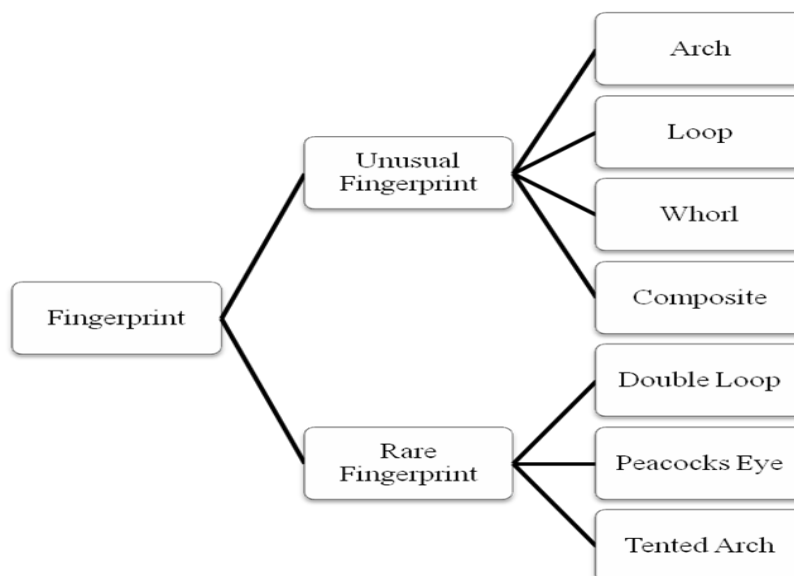 Fingerprint
Unusual
Fingerprint
Arch
Loop
Whorl
Composite
Rare
Fingerprint
Double Loop
Peacocks Eye
Tented Arch